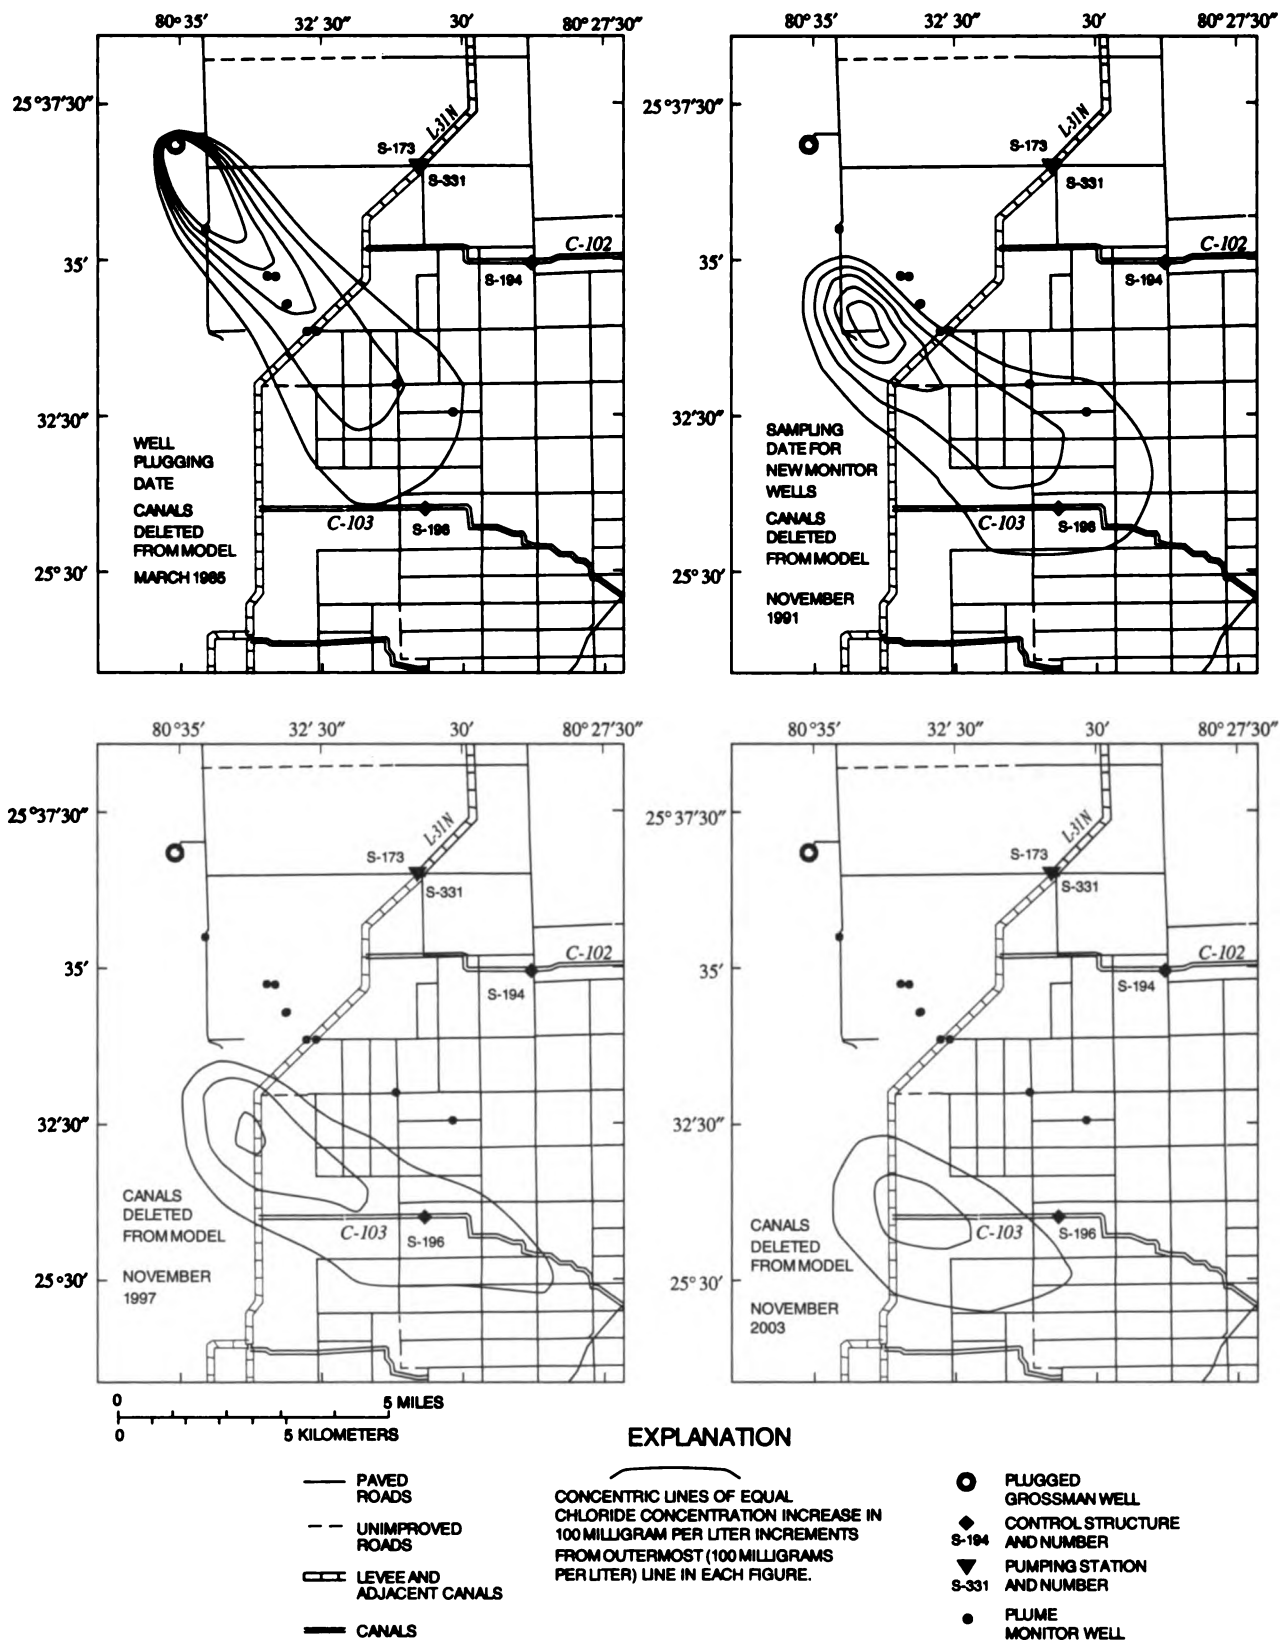 80°35′ 32′ 30″ 30′ 80°27′30″
25°37′30″
L-31N
S-173
S-331
C-102
35′
S-194
32′30″
WELL
PLUGGING
DATE
CANALS
DELETED
FROM MODEL
MARCH 1985
C-103
S-196
25°30′
80°35′ 32′ 30″ 30′ 80°27′30″
25°37′30″
L-31N
S-173
S-331
C-102
35′
S-194
32′30″
SAMPLING
DATE FOR
NEW MONITOR
WELLS
CANALS
DELETED
FROM MODEL
NOVEMBER
1991
C-103
S-196
25°30′
80°35′ 32′ 30″ 30′ 80°27′30″
25°37′30″
L-31N
S-173
S-331
C-102
35′
S-194
32′30″
CANALS
DELETED
FROM MODEL
NOVEMBER
1997
C-103
S-196
25°30′
80°35′ 32′ 30″ 30′ 80°27′30″
25°37′30″
L-31N
S-173
S-331
C-102
35′
S-194
32′30″
CANALS
DELETED
FROM MODEL
NOVEMBER
2003
C-103
S-196
25°30′
0 5 MILES
0 5 KILOMETERS
EXPLANATION
PAVED
ROADS
UNIMPROVED
ROADS
LEVEE AND
ADJACENT CANALS
CANALS
CONCENTRIC LINES OF EQUAL
CHLORIDE CONCENTRATION INCREASE IN
100 MILLIGRAM PER LITER INCREMENTS
FROM OUTERMOST (100 MILLIGRAMS
PER LITER) LINE IN EACH FIGURE.
PLUGGED
GROSSMAN WELL
CONTROL STRUCTURE
S-194 AND NUMBER
PUMPING STATION
S-331 AND NUMBER
PLUME
MONITOR WELL